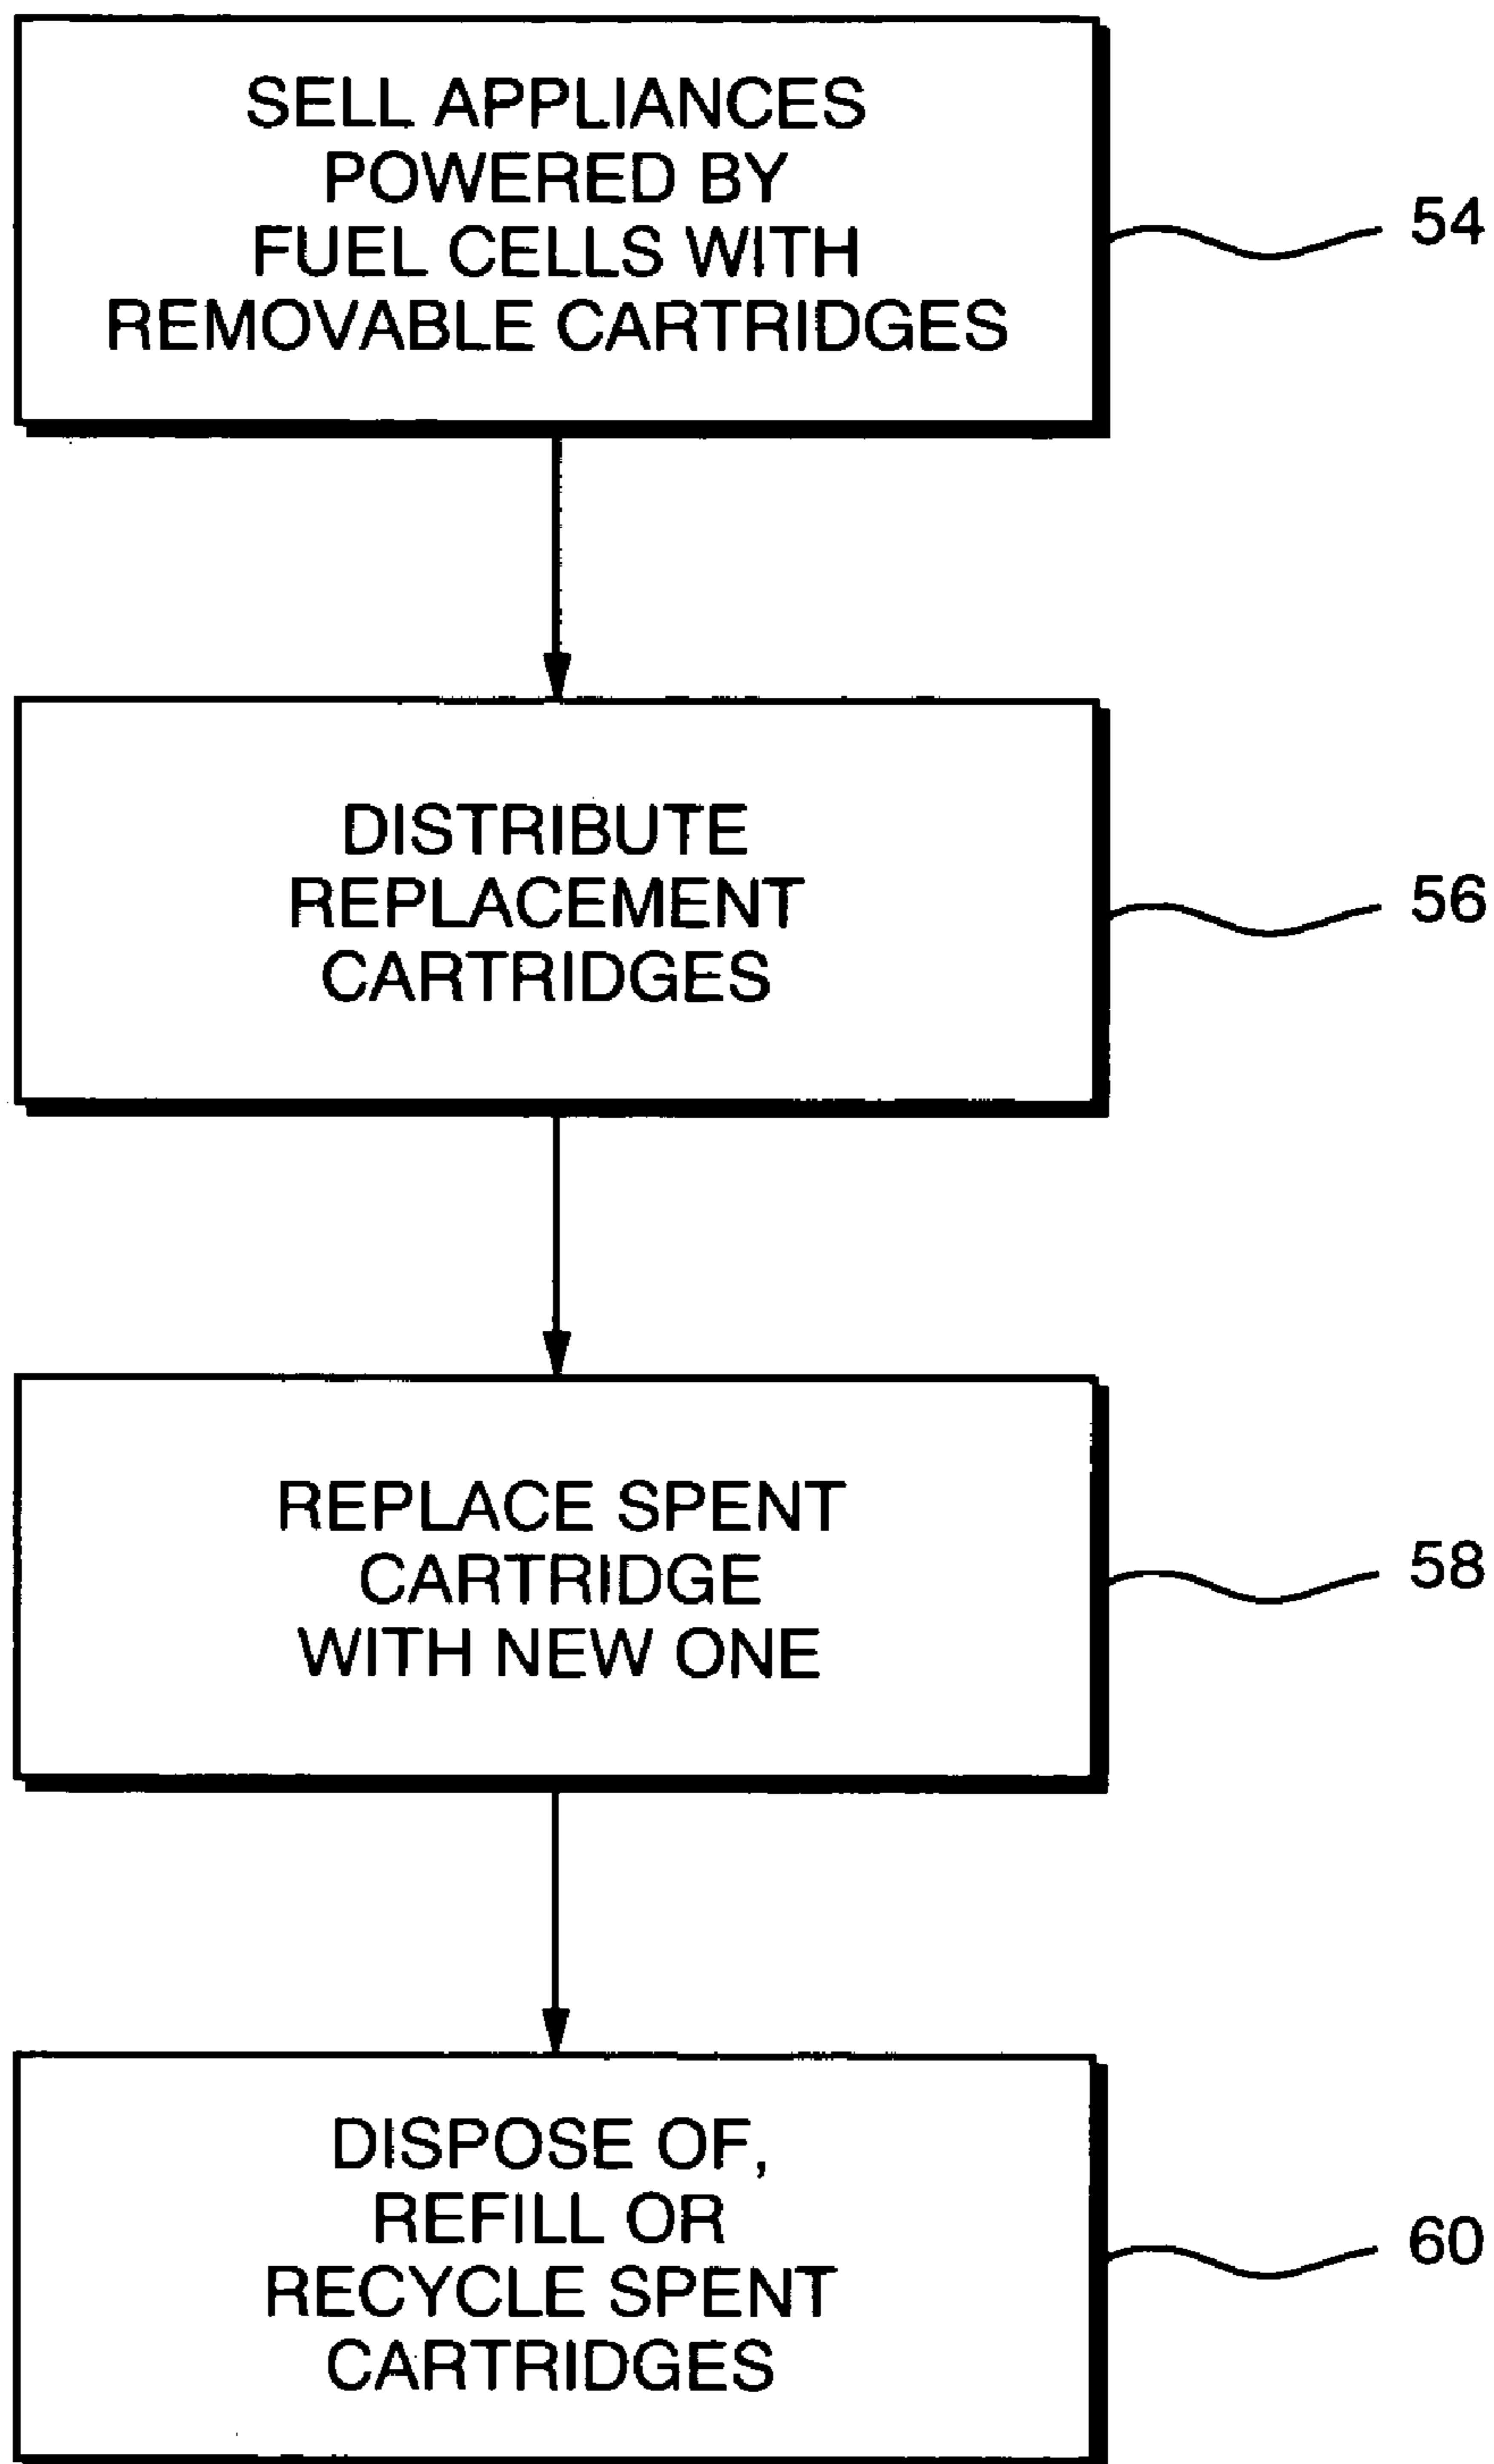 SELL APPLIANCES
POWERED BY
FUEL CELLS WITH
REMOVABLE CARTRIDGES
54
DISTRIBUTE
REPLACEMENT
CARTRIDGES
56
REPLACE SPENT
CARTRIDGE
WITH NEW ONE
58
DISPOSE OF,
REFILL OR
RECYCLE SPENT
CARTRIDGES
60